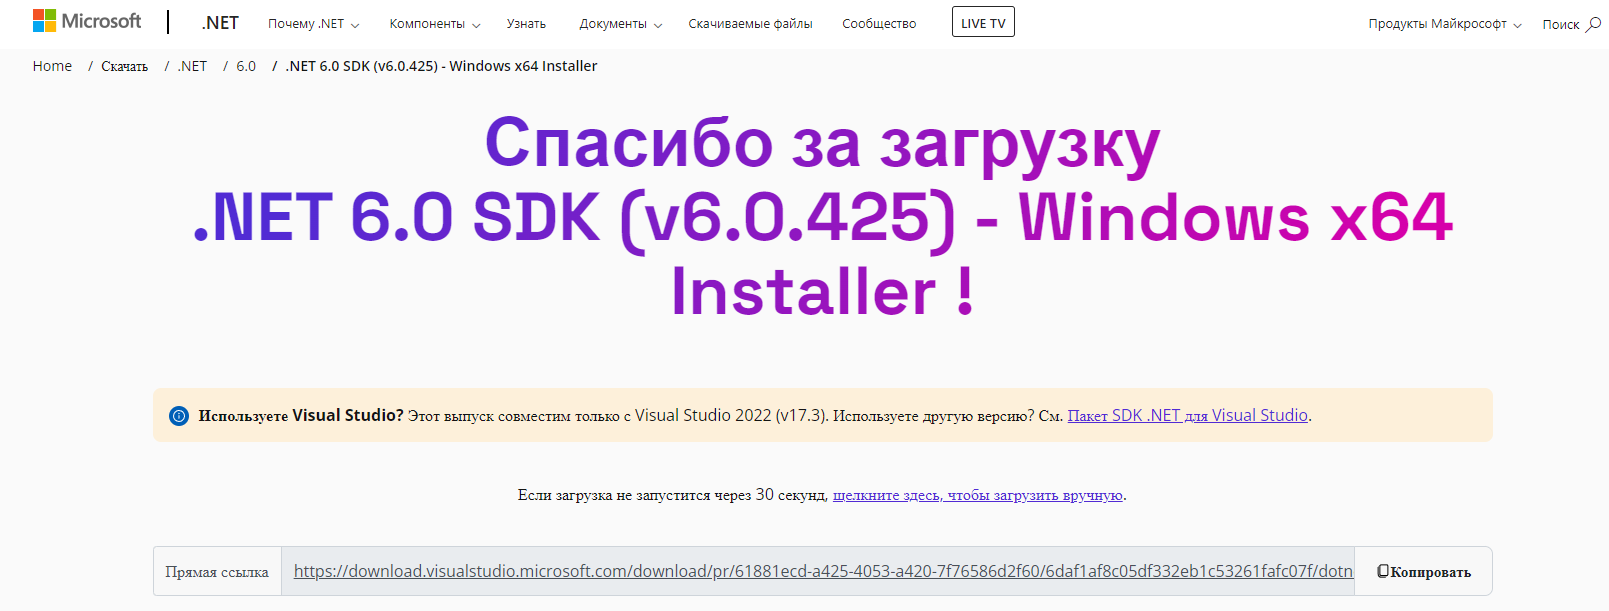 Microsoft .NET Почему .NET Компоненты Узнать Документы Скачиваемые файлы Сообщество LIVE TV Продукты Майкрософт Поиск
Home / Скачать / .NET / 6.0 / .NET 6.0 SDK (v6.0.425) - Windows x64 Installer
Спасибо за загрузку
.NET 6.0 SDK (v6.0.425) - Windows x64
Installer !
Используете Visual Studio? Этот выпуск совместим только с Visual Studio 2022 (v17.3). Используете другую версию? См. Пакет SDK .NET для Visual Studio.
Если загрузка не запустится через 30 секунд, щелкните здесь, чтобы загрузить вручную.
Прямая ссылка https://download.visualstudio.microsoft.com/download/pr/61881ecd-a425-4053-a420-7f76586d2f60/6daf1af8c05df332eb1c53261fafc07f/dotn Копировать